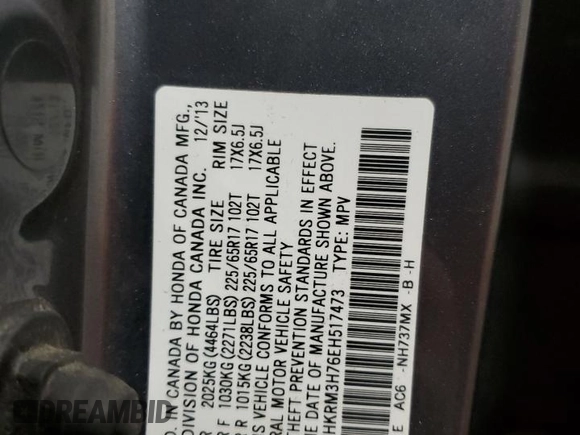 D. IN CANADA BY HONDA OF CANADA MFG.,
DIVISION OF HONDA CANADA INC. 12/'13
R 2025KG(4464LBS) TIRE SIZE RIM SIZE
R F 1030KG(2271LBS) 225/65R17 102T 17X6.5J
R R 1015KG(2238LBS) 225/65R17 102T 17X6.5J
S VEHICLE CONFORMS TO ALL APPLICABLE
RAL MOTOR VEHICLE SAFETY
THEFT PREVENTION STANDARDS IN EFFECT
HE DATE OF MANUFACTURE SHOWN ABOVE.
HKRM3H76EH517473 TYPE: MPV
E AC6 -NH737MX -B -H
DREAMBID